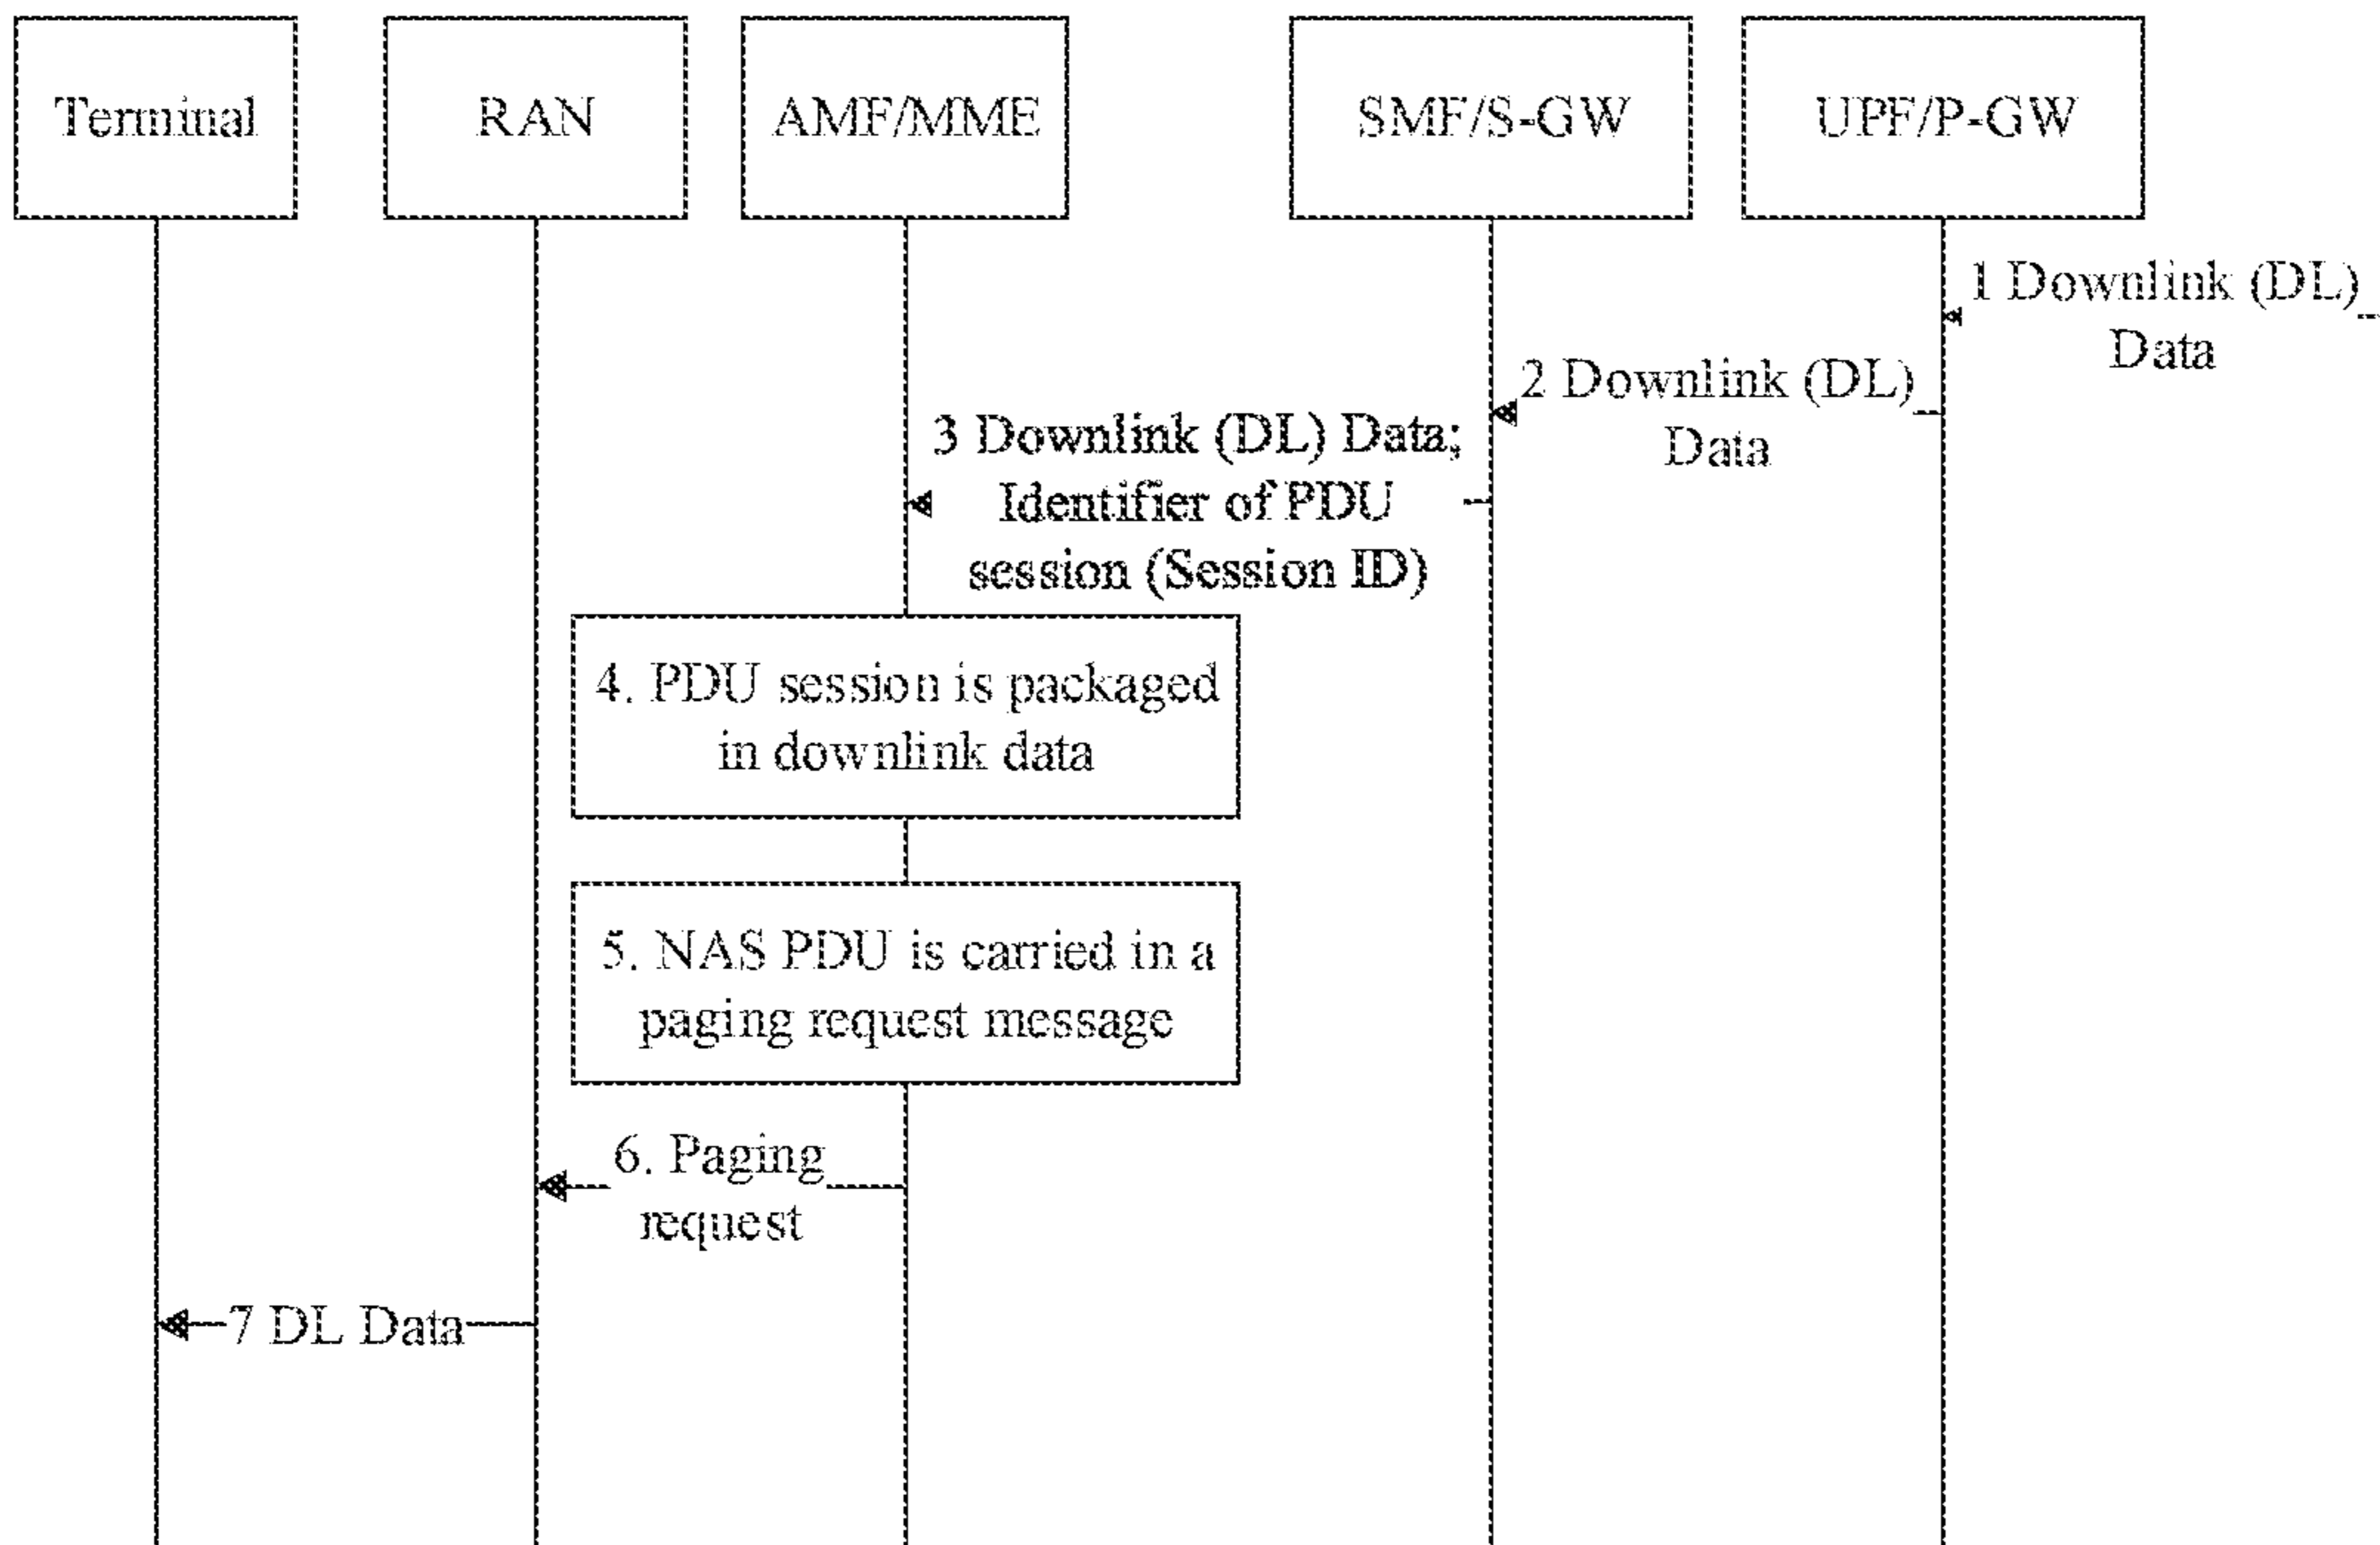 Terminal
RAN
AMF/MME
SMF/S-GW
UPF/P-GW
1 Downlink (DL)
Data
2 Downlink (DL)
Data
3 Downlink (DL) Data;
Identifier of PDU
session (Session ID)
4. PDU session is packaged
in downlink data
5. NAS PDU is carried in a
paging request message
6. Paging
request
7 DL Data